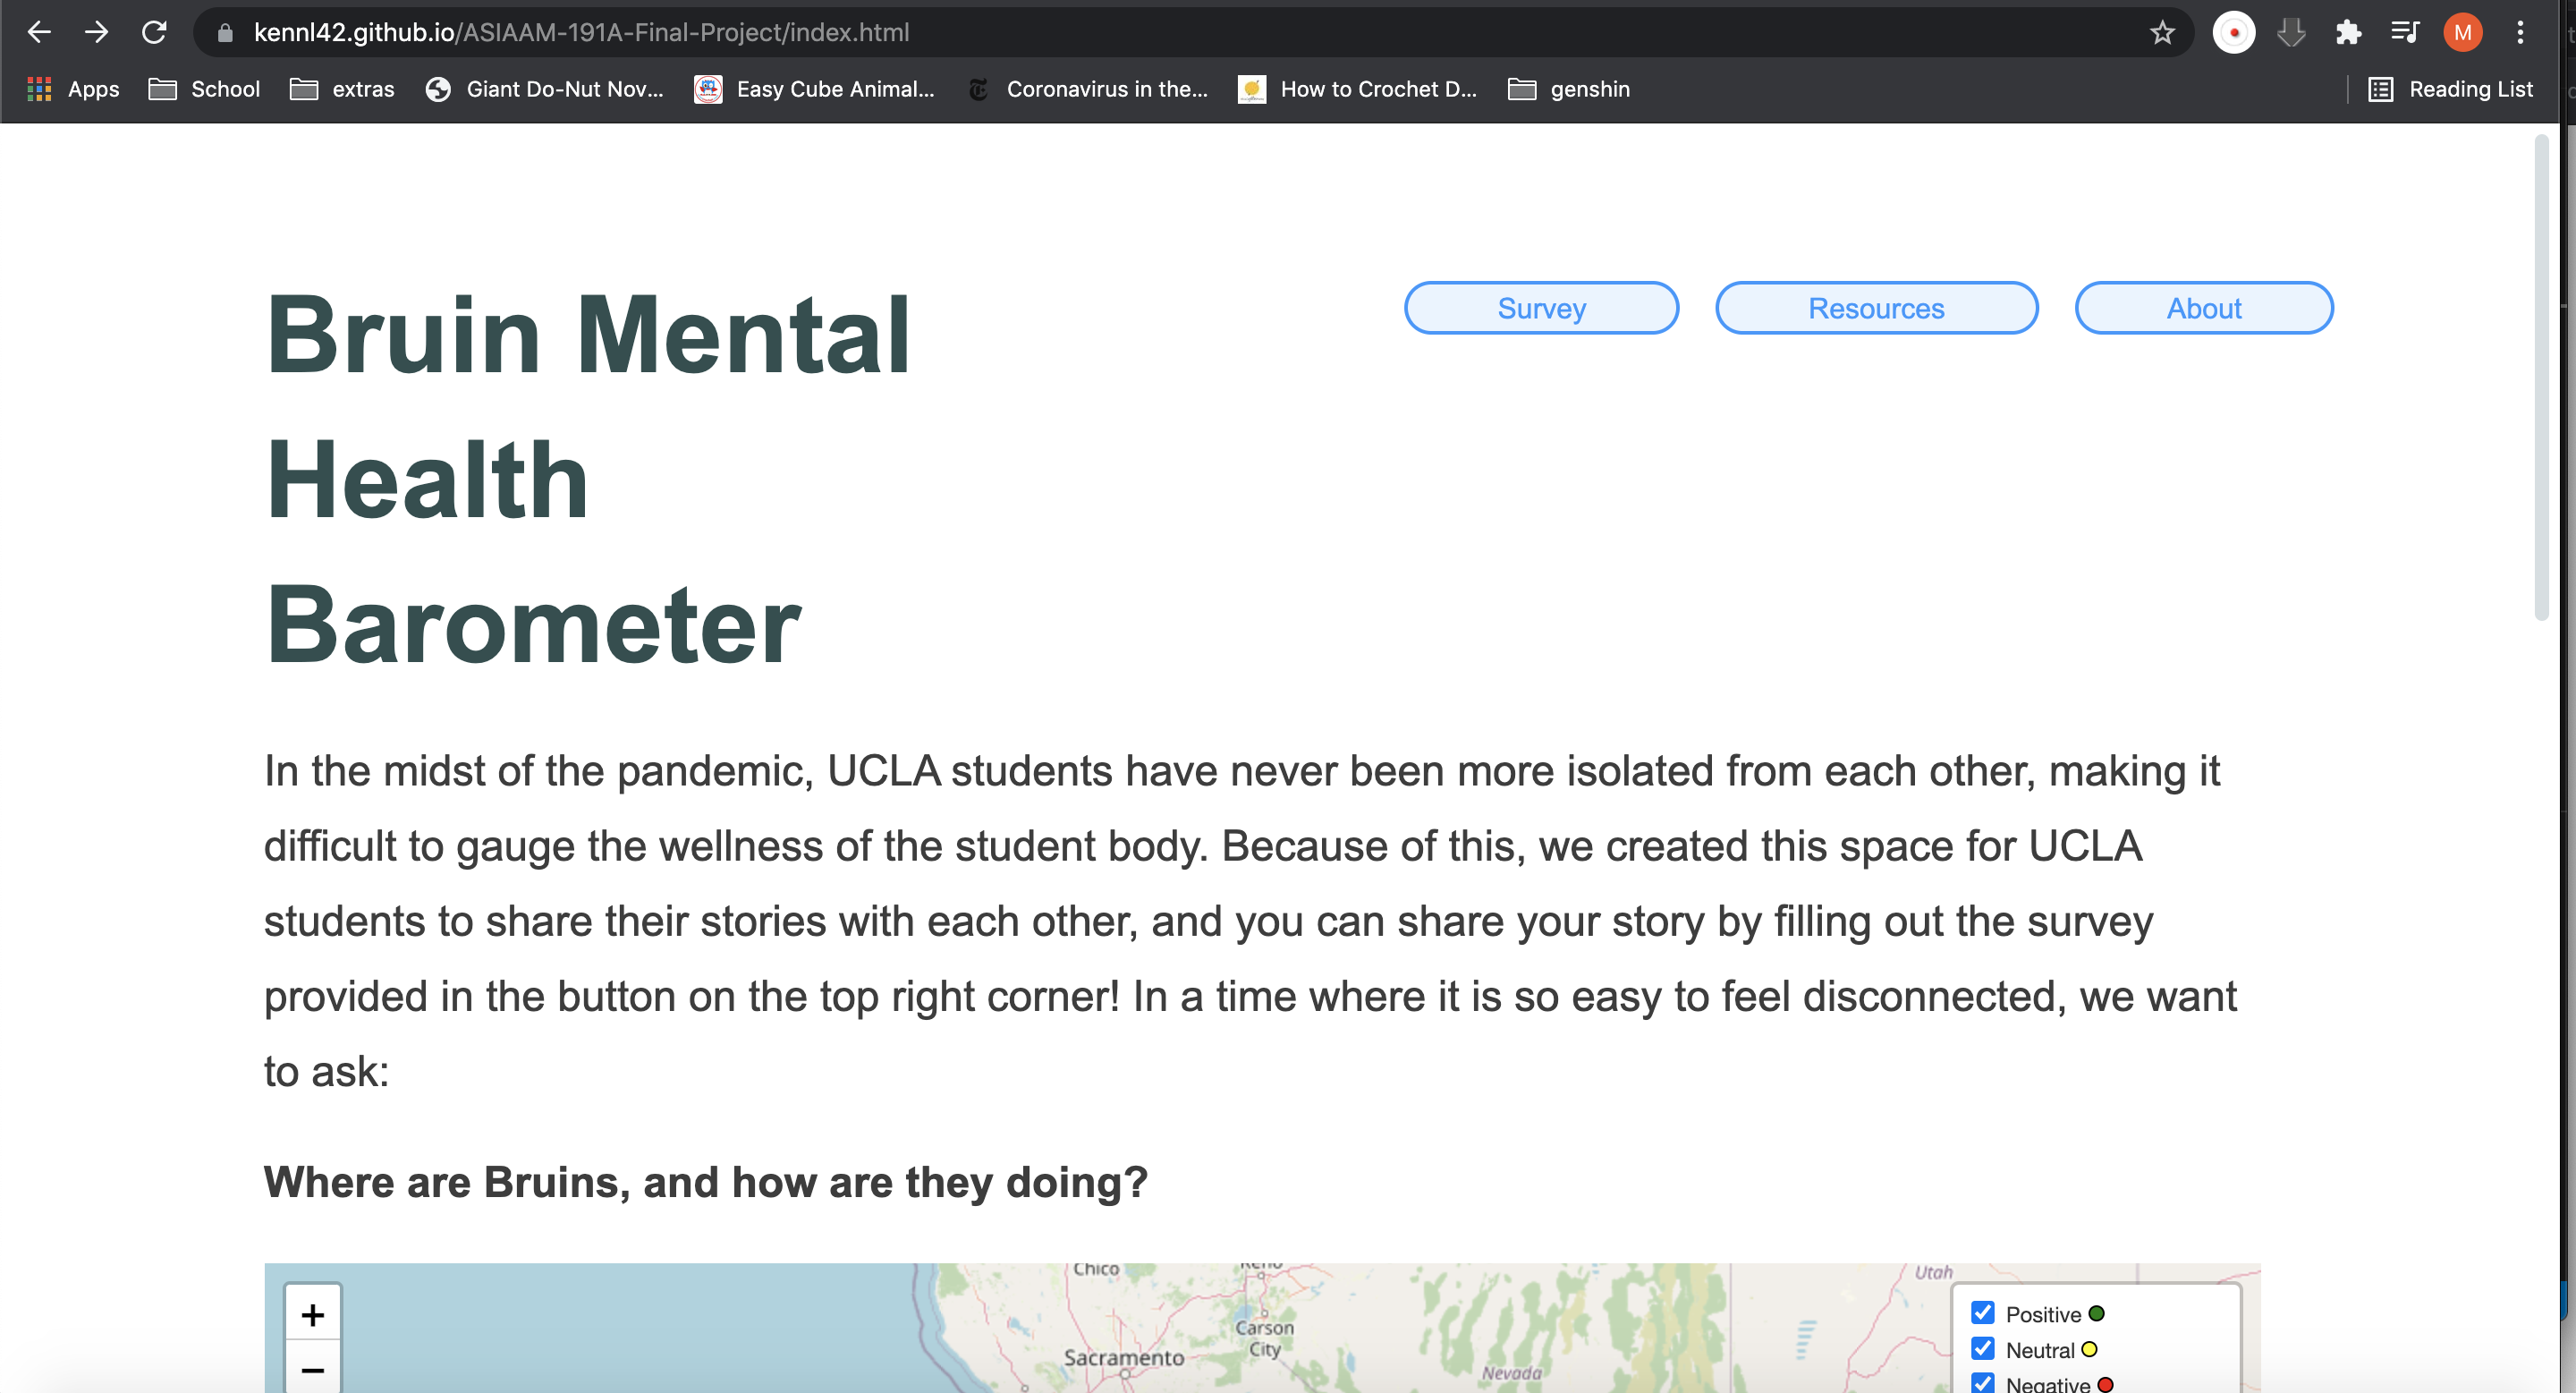 kennl42.github.io/ASIAAM-191A-Final-Project/index.html
M
Apps School extras Giant Do-Nut Nov... Easy Cube Animal... Coronavirus in the... How to Crochet D... genshin Reading List
Bruin Mental
Health
Barometer
Survey Resources About
In the midst of the pandemic, UCLA students have never been more isolated from each other, making it
difficult to gauge the wellness of the student body. Because of this, we created this space for UCLA
students to share their stories with each other, and you can share your story by filling out the survey
provided in the button on the top right corner! In a time where it is so easy to feel disconnected, we want
to ask:
Where are Bruins, and how are they doing?
+
−
Chico
Reno
Carson
City
Sacramento
Nevada
Utah
Positive
Neutral
Negative